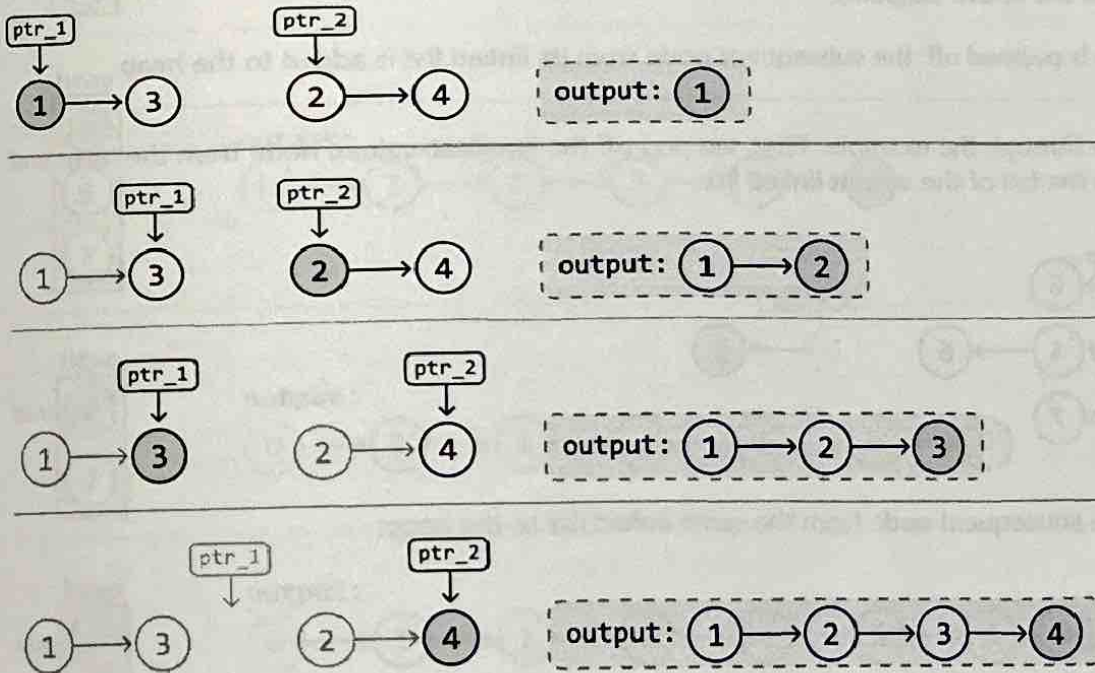 ptr_1 ptr_2
1 3 2 4 output: 1
ptr_1 ptr_2
1 3 2 4 output: 1 2
ptr_1 ptr_2
1 3 2 4 output: 1 2 3
ptr_1 ptr_2
1 3 2 4 output: 1 2 3 4